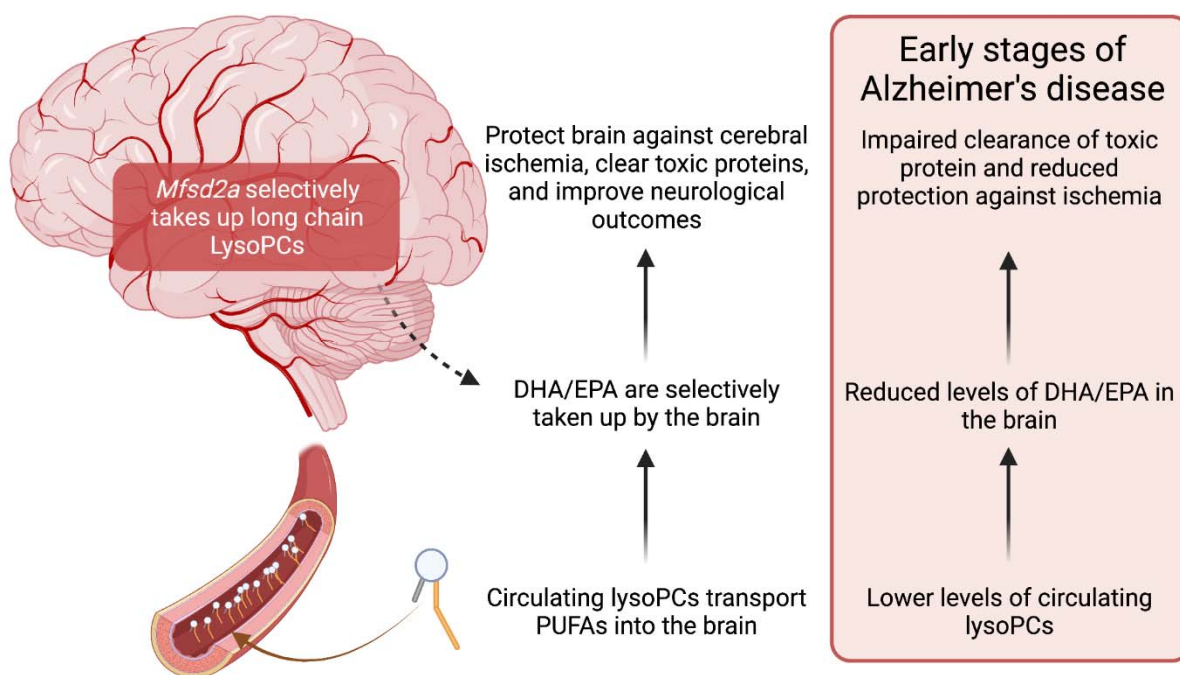 Mfsd2a selectively
takes up long chain
LysoPCs
Protect brain against cerebral
ischemia, clear toxic proteins,
and improve neurological
outcomes
DHA/EPA are selectively
taken up by the brain
Circulating lysoPCs transport
PUFAs into the brain
Early stages of
Alzheimer's disease
Impaired clearance of toxic
protein and reduced
protection against ischemia
Reduced levels of DHA/EPA in
the brain
Lower levels of circulating
lysoPCs